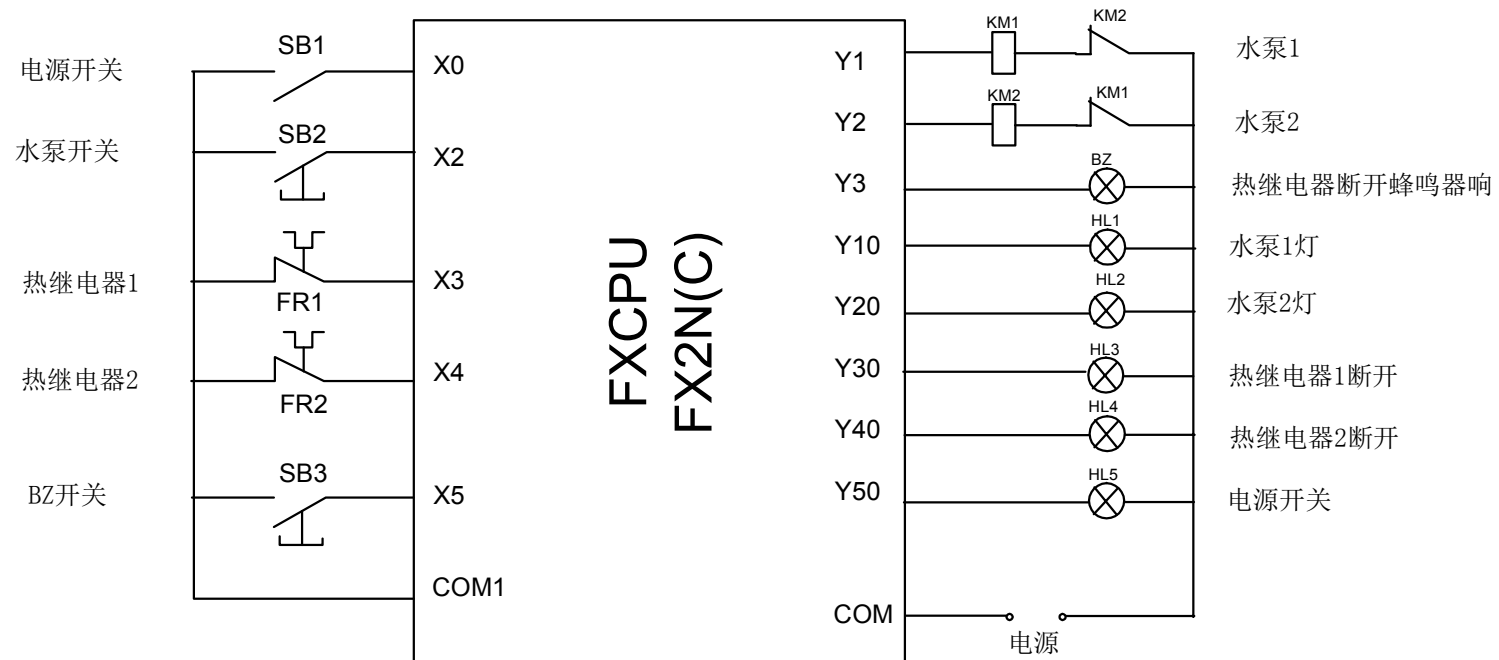 电源开关
SB1
X0
水泵开关
SB2
X2
热继电器1
FR1
X3
热继电器2
FR2
X4
BZ开关
SB3
X5
COM1
FXCPU
FX2N(C)
Y1
KM1
KM2
水泵1
Y2
KM2
KM1
水泵2
Y3
BZ
热继电器断开蜂鸣器响
Y10
HL1
水泵1灯
Y20
HL2
水泵2灯
Y30
HL3
热继电器1断开
Y40
HL4
热继电器2断开
Y50
HL5
电源开关
COM
电源